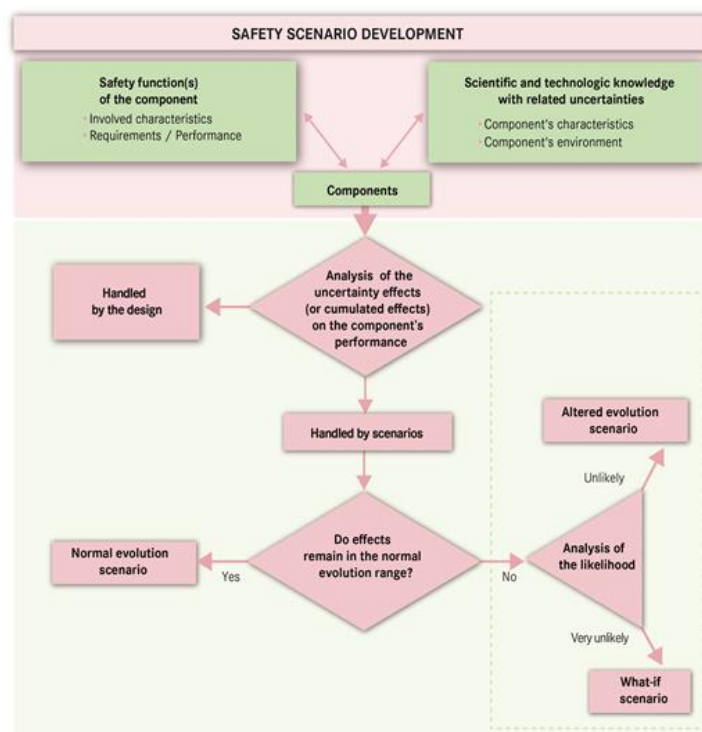 SAFETY SCENARIO DEVELOPMENT
Safety function(s)
of the component
• Involved characteristics
• Requirements / Performance
Scientific and technologic knowledge
with related uncertainties
• Component's characteristics
• Component's environment
Components
Handled
by the design
Analysis of the
uncertainty effects
(or cumulated effects)
on the component's
performance
Handled by scenarios
Altered evolution
scenario
Unlikely
Normal evolution
scenario
Yes
Do effects
remain in the normal
evolution range?
No
Analysis of
the likelihood
Very unlikely
What-if
scenario